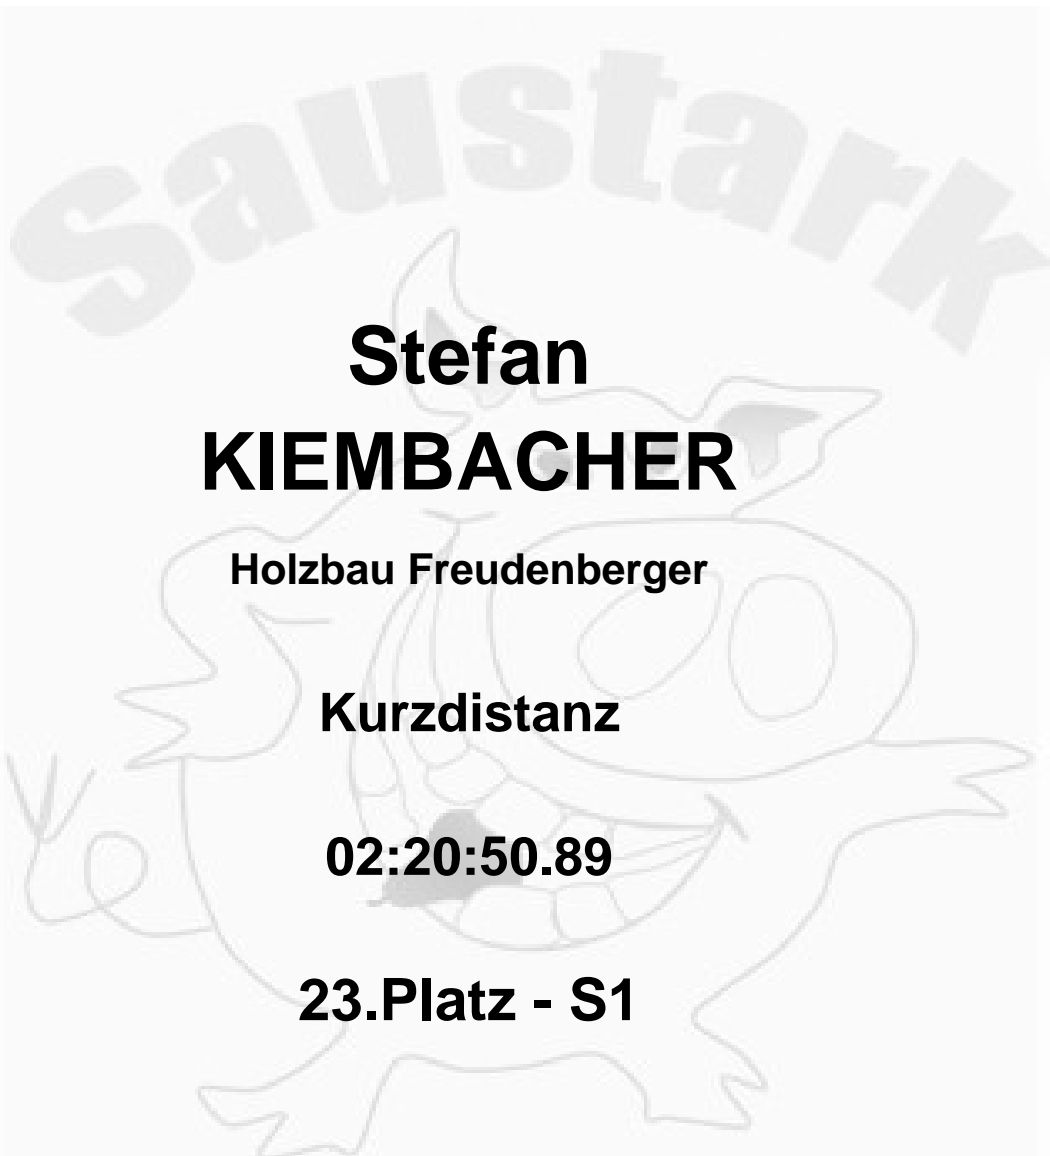 Saustark
Stefan
KIEMBACHER
Holzbau Freudenberger
Kurzdistanz
02:20:50.89
23.Platz - S1